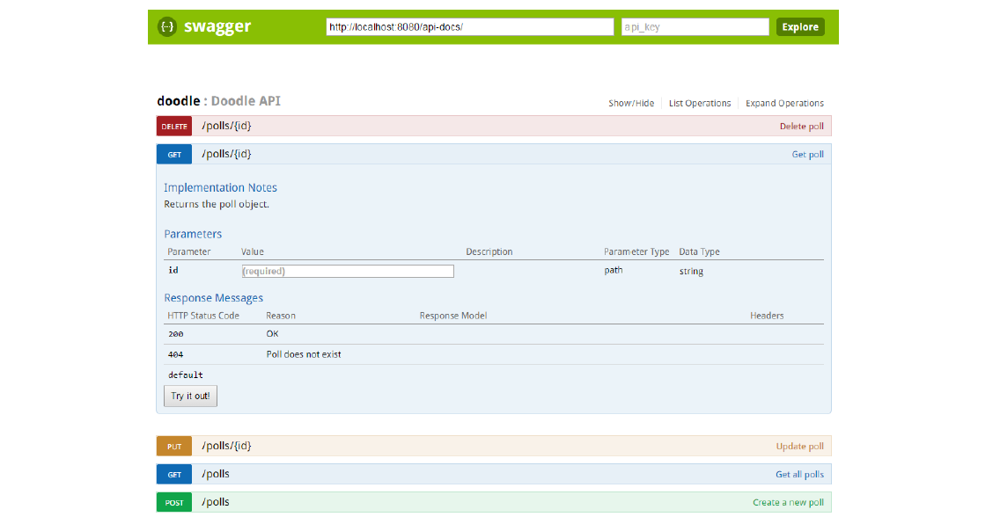 {··} swagger http://localhost:8080/api-docs/ api_key Explore
doodle : Doodle API Show/Hide List Operations Expand Operations
DELETE /polls/{id} Delete poll
GET /polls/{id} Get poll
Implementation Notes
Returns the poll object.
Parameters
Parameter Value Description Parameter Type Data Type
id (required) path string
Response Messages
HTTP Status Code Reason Response Model Headers
200 OK
404 Poll does not exist
default
Try it out!
PUT /polls/{id} Update poll
GET /polls Get all polls
POST /polls Create a new poll